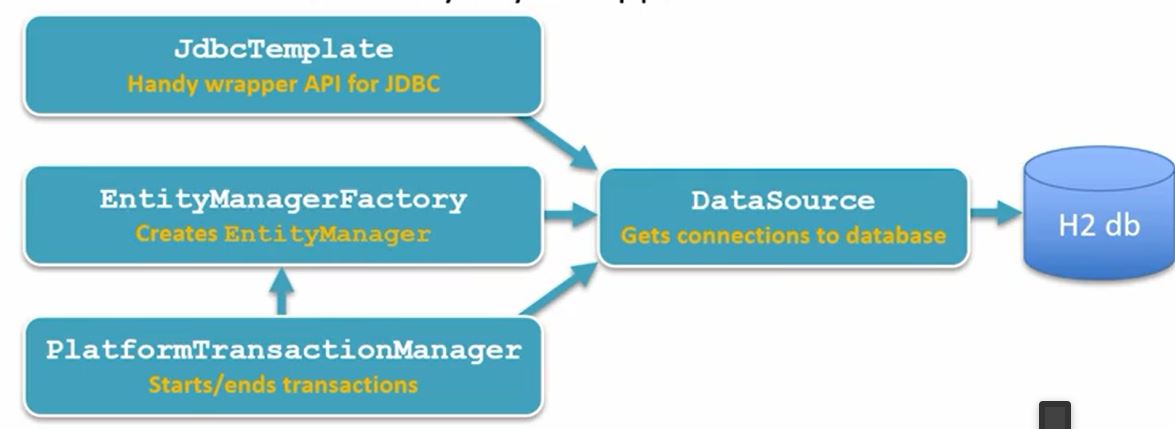 JdbcTemplate
Handy wrapper API for JDBC
EntityManagerFactory
Creates EntityManager
DataSource
Gets connections to database
H2 db
PlatformTransactionManager
Starts/ends transactions